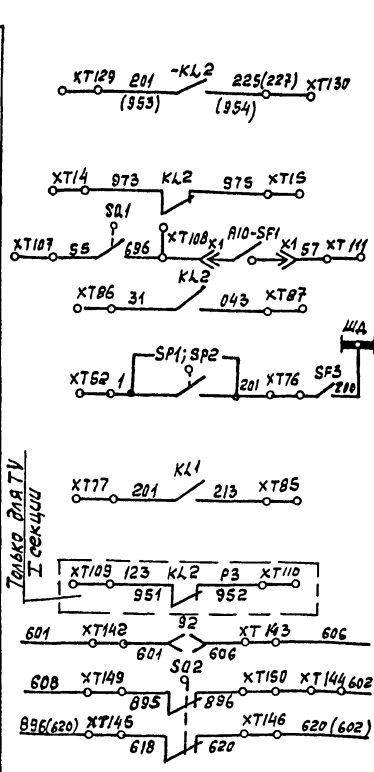 XT129 201 -KL2 225(227) XT130
(953) (954)
XT14 973 KL2 975 XT15
SQ1
XT107 55 696 XT108 X1 A10-SF1 X1 57 XT111
KL2
XT86 31 043 XT87
ШД
SP1; SP2
XT52 1 201 XT76 SF3 200
KL1
XT77 201 213 XT85
Только для TV
I секции
XT109 123 KL2 P3 XT110
951 952
92
601 XT142 601 606 XT143 606
SQ2
608 XT149 895 896 XT150 XT144 602
896(620) XT145 618 620 XT146 620(602)